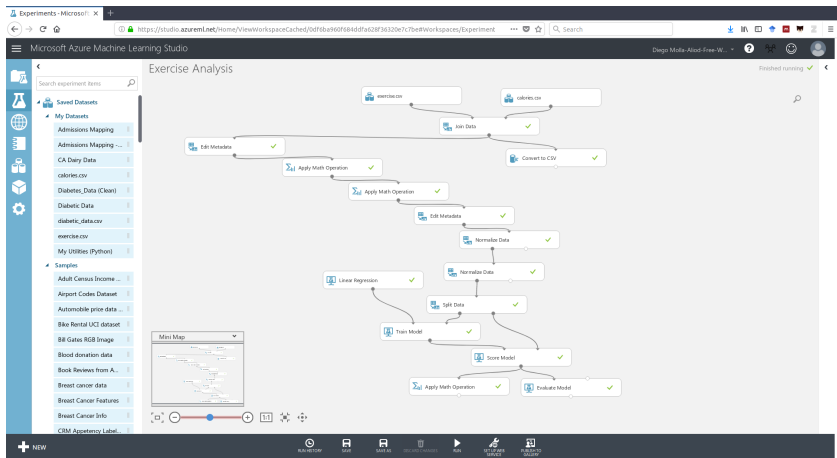 Experiments - Microsoft
https://studio.azureml.net/Home/ViewWorkspaceCached/0df6ba960f684ddfa628f36320e7c7be#Workspaces/Experiment
Search
Microsoft Azure Machine Learning Studio
Diego Molla-Aliod-Free-W...
Search experiment items
Saved Datasets
My Datasets
Admissions Mapping
Admissions Mapping -...
CA Dairy Data
calories.csv
Diabetes_Data (Clean)
Diabetic Data
diabetic_data.csv
exercise.csv
My Utilities (Python)
Samples
Adult Census Income ...
Airport Codes Dataset
Automobile price data ...
Bike Rental UCI dataset
Bill Gates RGB Image
Blood donation data
Book Reviews from A...
Breast cancer data
Breast Cancer Features
Breast Cancer Info
CRM Appetency Label...
Exercise Analysis
Finished running
exercise.csv
calories.csv
Join Data
Edit Metadata
Convert to CSV
Apply Math Operation
Apply Math Operation
Edit Metadata
Normalize Data
Normalize Data
Linear Regression
Split Data
Train Model
Score Model
Apply Math Operation
Evaluate Model
Mini Map
1:1
NEW
RUN HISTORY
SAVE
SAVE AS
DISCARD CHANGES
RUN
SET UP WEB
SERVICE
PUBLISH TO
GALLERY